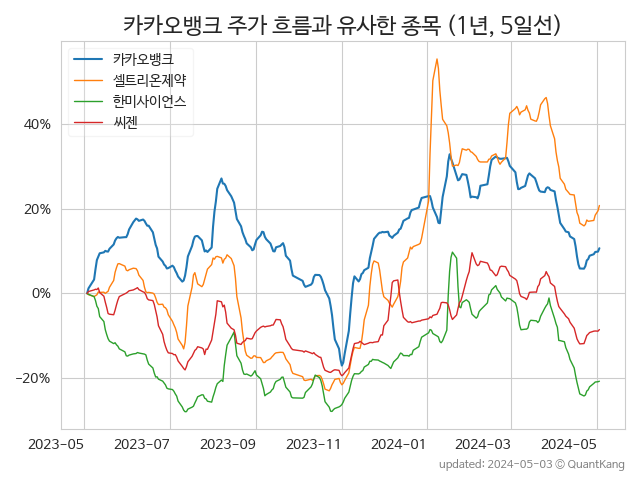 카카오뱅크 주가 흐름과 유사한 종목 (1년, 5일선)
카카오뱅크
셀트리온제약
한미사이언스
씨젠
40%
20%
0%
−20%
2023-05 2023-07 2023-09 2023-11 2024-01 2024-03 2024-05
updated: 2024-05-03 © QuantKang